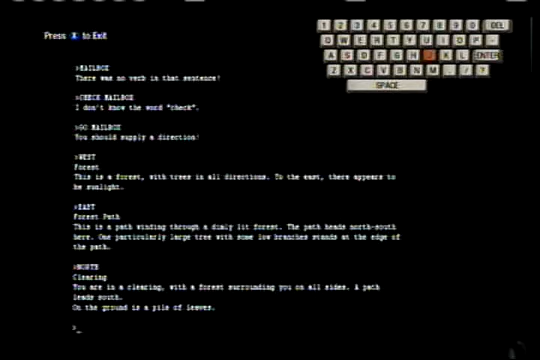 Press X to Exit
1 2 3 4 5 6 7 8 9 0 DEL
Q W E R T Y U I O P -
A S D F G H J K L ENTER
Z X C V B N M , . / ?
SPACE
>MAILBOX
There was no verb in that sentence!
>CHECK MAILBOX
I don't know the word "check".
>GO MAILBOX
You should supply a direction!
>WEST
Forest
This is a forest, with trees in all directions. To the east, there appears to
be sunlight.
>EAST
Forest Path
This is a path winding through a dimly lit forest. The path heads north-south
here. One particularly large tree with some low branches stands at the edge of
the path.
>NORTH
Clearing
You are in a clearing, with a forest surrounding you on all sides. A path
leads south.
On the ground is a pile of leaves.
>_